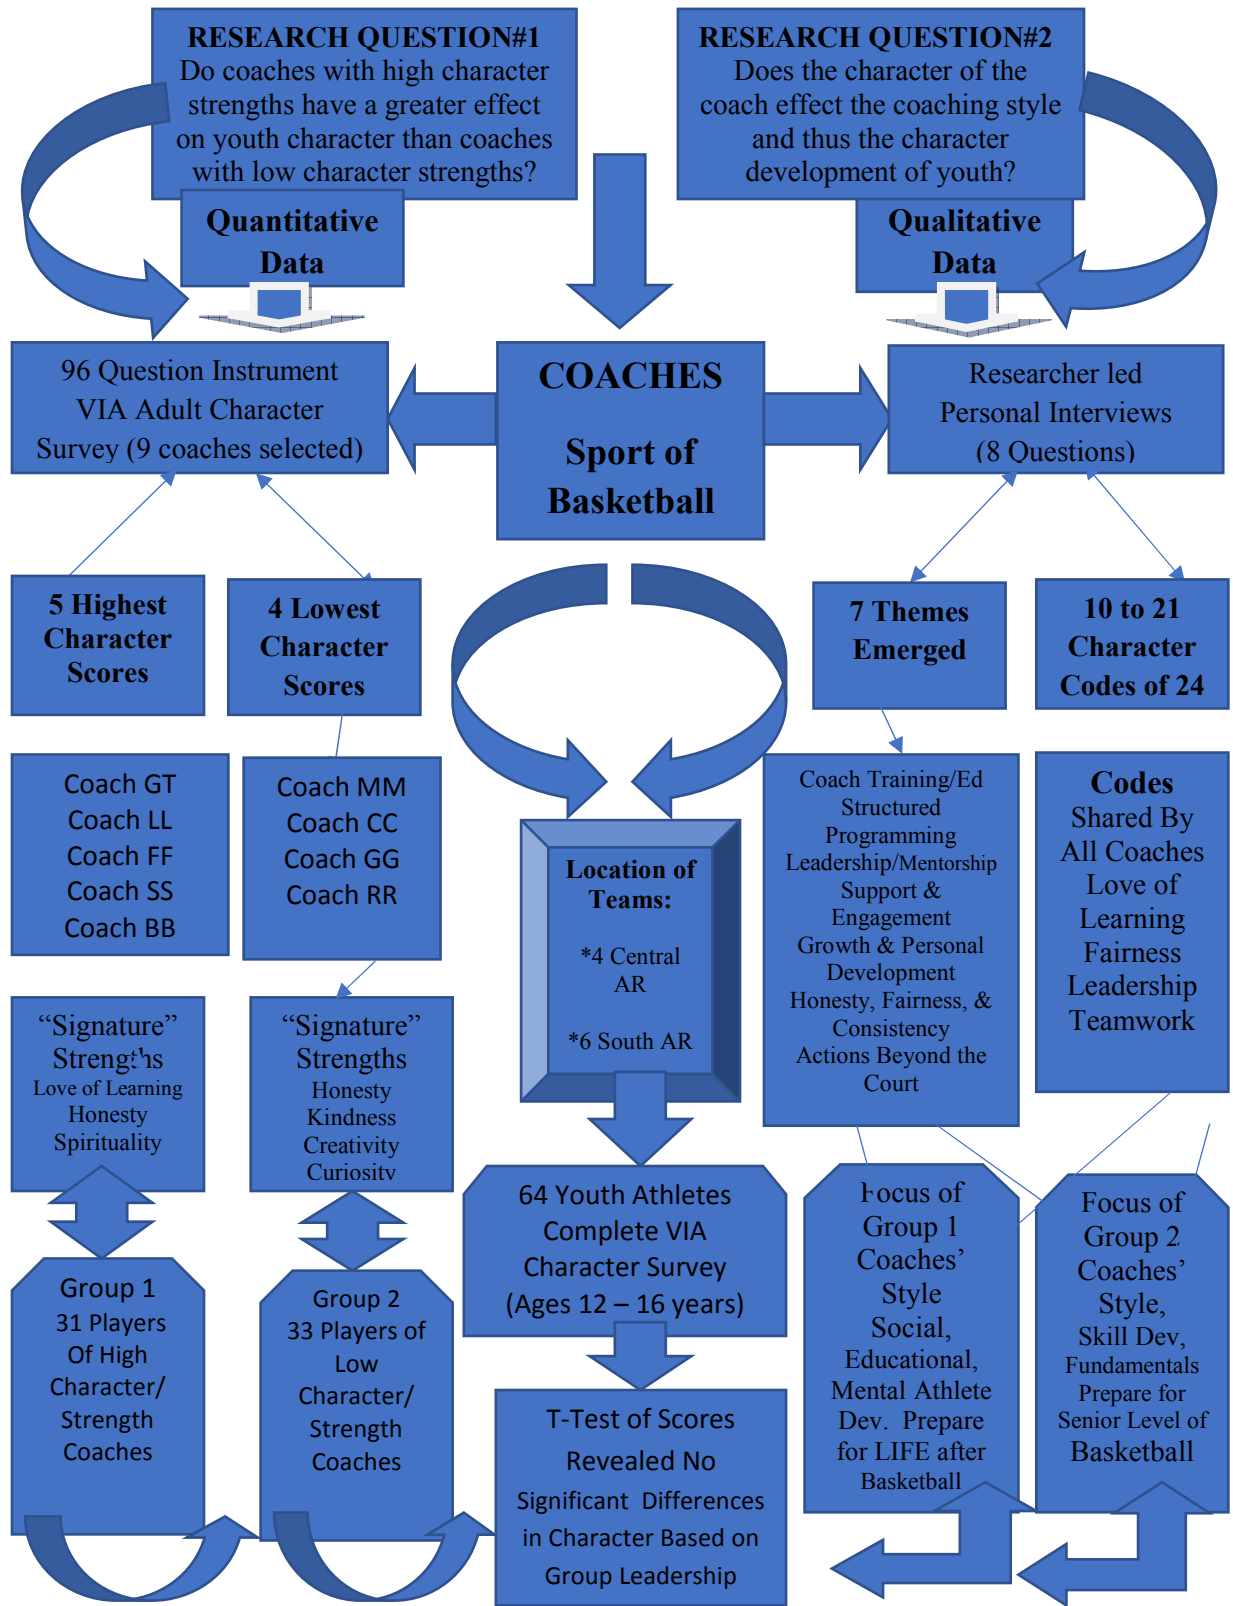 RESEARCH QUESTION#1
Do coaches with high character
strengths have a greater effect
on youth character than coaches
with low character strengths?
RESEARCH QUESTION#2
Does the character of the
coach effect the coaching style
and thus the character
development of youth?
Quantitative
Data
Qualitative
Data
96 Question Instrument
VIA Adult Character
Survey (9 coaches selected)
COACHES
Sport of
Basketball
Researcher led
Personal Interviews
(8 Questions)
5 Highest
Character
Scores
4 Lowest
Character
Scores
7 Themes
Emerged
10 to 21
Character
Codes of 24
Coach GT
Coach LL
Coach FF
Coach SS
Coach BB
Coach MM
Coach CC
Coach GG
Coach RR
Location of
Teams:
*4 Central
AR
*6 South AR
Coach Training/Ed
Structured
Programming
Leadership/Mentorship
Support &
Engagement
Growth & Personal
Development
Honesty, Fairness, &
Consistency
Actions Beyond the
Court
Codes
Shared By
All Coaches
Love of
Learning
Fairness
Leadership
Teamwork
“Signature”
Strengths
Love of Learning
Honesty
Spirituality
“Signature”
Strengths
Honesty
Kindness
Creativity
Curiosity
64 Youth Athletes
Complete VIA
Character Survey
(Ages 12 – 16 years)
Focus of
Group 1
Coaches’
Style
Social,
Educational,
Mental Athlete
Dev. Prepare
for LIFE after
Basketball
Focus of
Group 2
Coaches’
Style,
Skill Dev,
Fundamentals
Prepare for
Senior Level of
Basketball
Group 1
31 Players
Of High
Character/
Strength
Coaches
Group 2
33 Players of
Low
Character/
Strength
Coaches
T-Test of Scores
Revealed No
Significant Differences
in Character Based on
Group Leadership